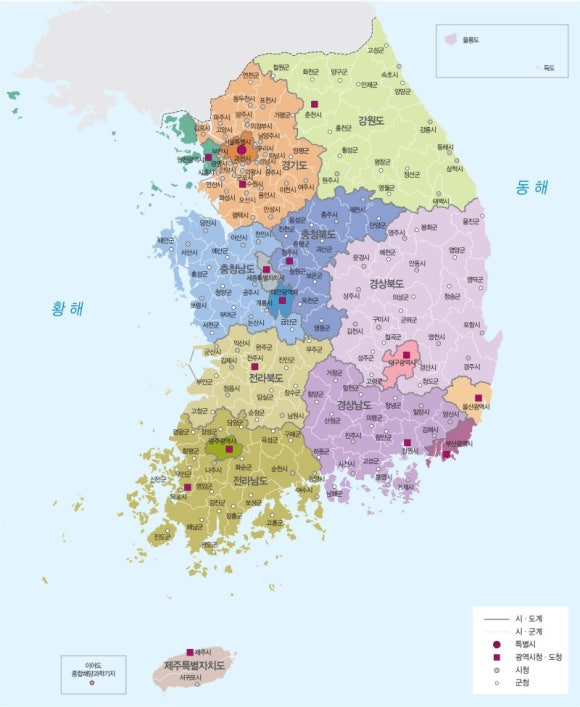 울릉도
독도
고성군
철원군
화천군
양구군
속초시
연천군
인제군
양양군
동두천시
포천시
춘천시
강원도
파주시
양주시
가평군
의정부시
홍천군
강릉시
김포시
고양시
남양주시
서울특별시
부천시
구리시
하남시
양평군
횡성군
동해시
인천광역시
광명시
과천시
경기도
평창군
정선군
삼척시
시흥시
안양시
군포시
의왕시
광주시
원주시
안산시
수원시
이천시
여주시
영월군
태백시
화성시
오산시
용인시
동해
평택시
안성시
제천시
당진시
천안시
음성군
충주시
단양군
봉화군
울진군
태안군
서산시
아산시
진천군
충청북도
영주시
예산군
증평군
괴산군
충청남도
청주시
문경시
예천군
안동시
영양군
홍성군
세종특별자치시
청원군
보은군
청양군
공주시
대전광역시
경상북도
영덕군
보령시
계룡시
옥천군
상주시
의성군
청송군
황해
부여군
논산시
구미시
군위군
서천군
금산군
영동군
김천시
포항시
칠곡군
영천시
군산시
익산시
완주군
무주군
성주군
대구광역시
경주시
김제시
전주시
진안군
고령군
경산시
청도군
부안군
전라북도
거창군
정읍시
임실군
장수군
함양군
합천군
창녕군
밀양시
울산광역시
고창군
순창군
남원시
경상남도
양산시
산청군
의령군
김해시
영광군
장성군
담양군
진주시
함안군
창원시
부산광역시
함평군
광주광역시
곡성군
구례군
하동군
나주시
화순군
순천시
사천시
고성군
신안군
무안군
전라남도
광양시
통영시
거제시
목포시
영암군
여수시
남해군
강진군
장흥군
보성군
고흥군
해남군
진도군
완도군
시 · 도계
시 · 군계
특별시
광역시청 · 도청
시청
군청
제주시
제주특별자치도
서귀포시
이어도
종합해양과학기지